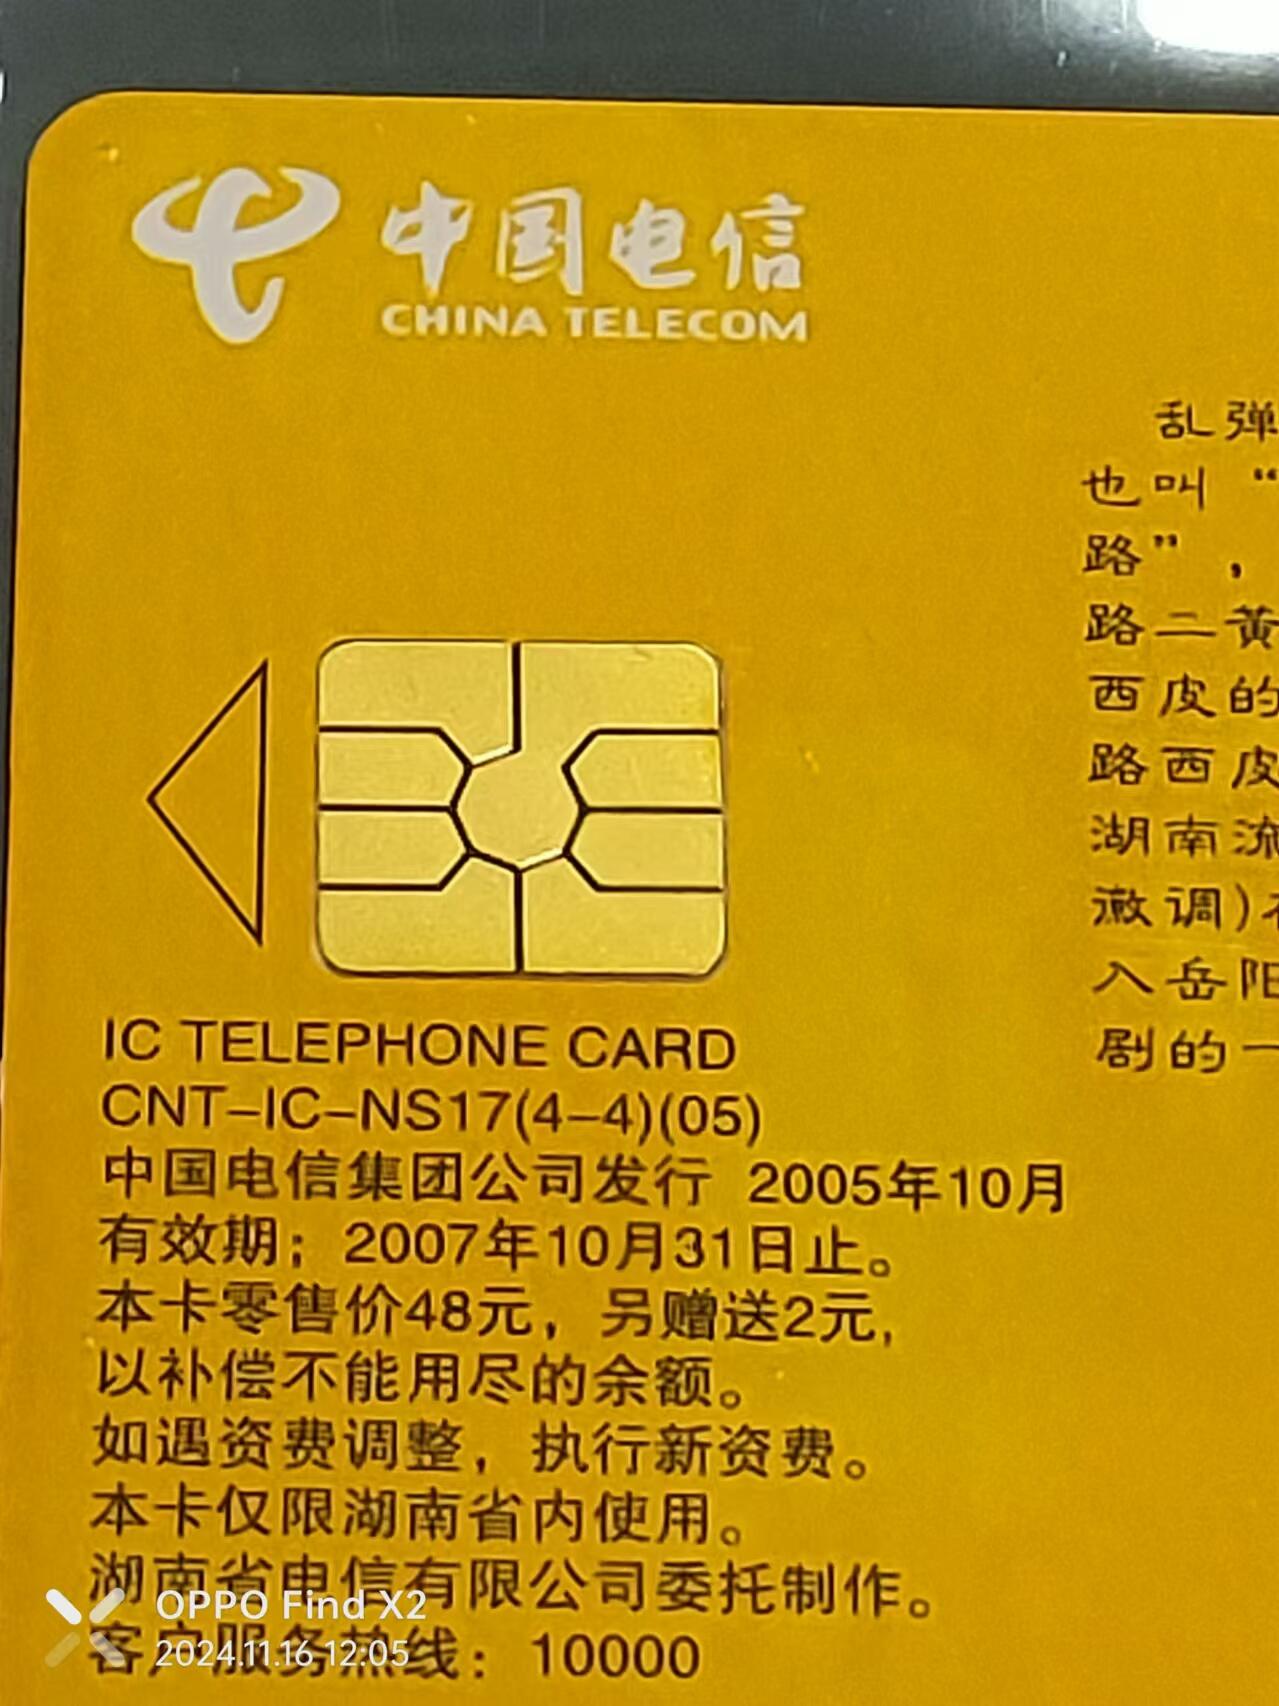 中国电信
CHINA TELECOM
乱弹
也叫“
路”，
路二黄
西皮的
路西皮
湖南流
徽调)在
入岳阳
剧的一
IC TELEPHONE CARD
CNT-IC-NS17(4-4)(05)
中国电信集团公司发行 2005年10月
有效期：2007年10月31日止。
本卡零售价48元，另赠送2元，
以补偿不能用尽的余额。
如遇资费调整，执行新资费。
本卡仅限湖南省内使用。
湖南省电信有限公司委托制作。
客户服务热线：10000
OPPO Find X2
2024.11.16 12:05